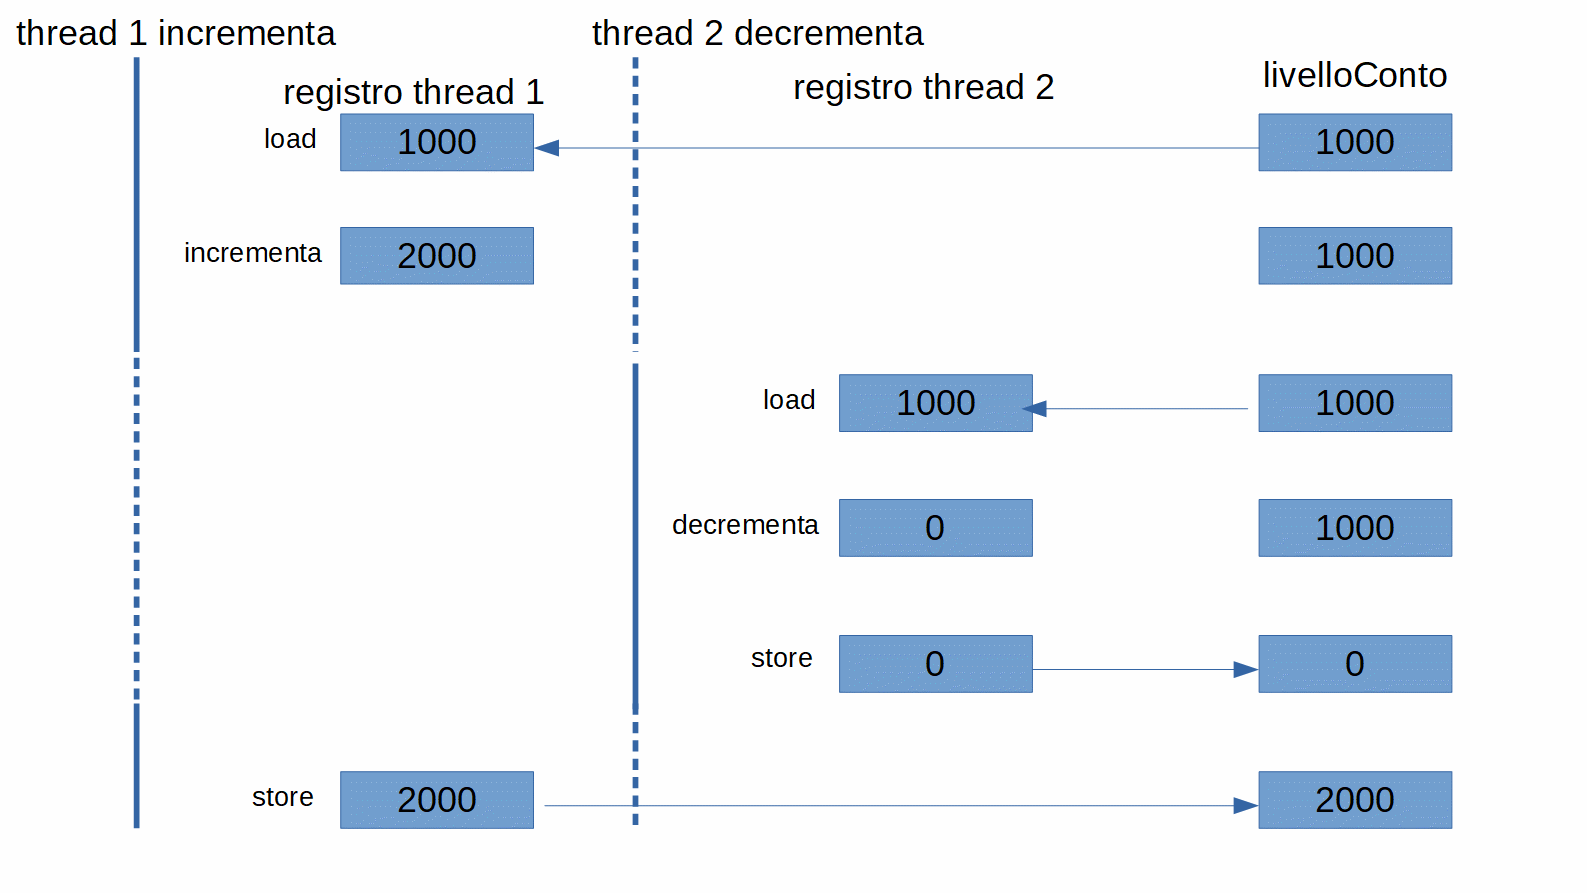 thread 1 incrementa
thread 2 decrementa
registro thread 1
registro thread 2
livelloConto
load
1000
1000
incrementa
2000
1000
load
1000
1000
decrementa
0
1000
store
0
0
store
2000
2000